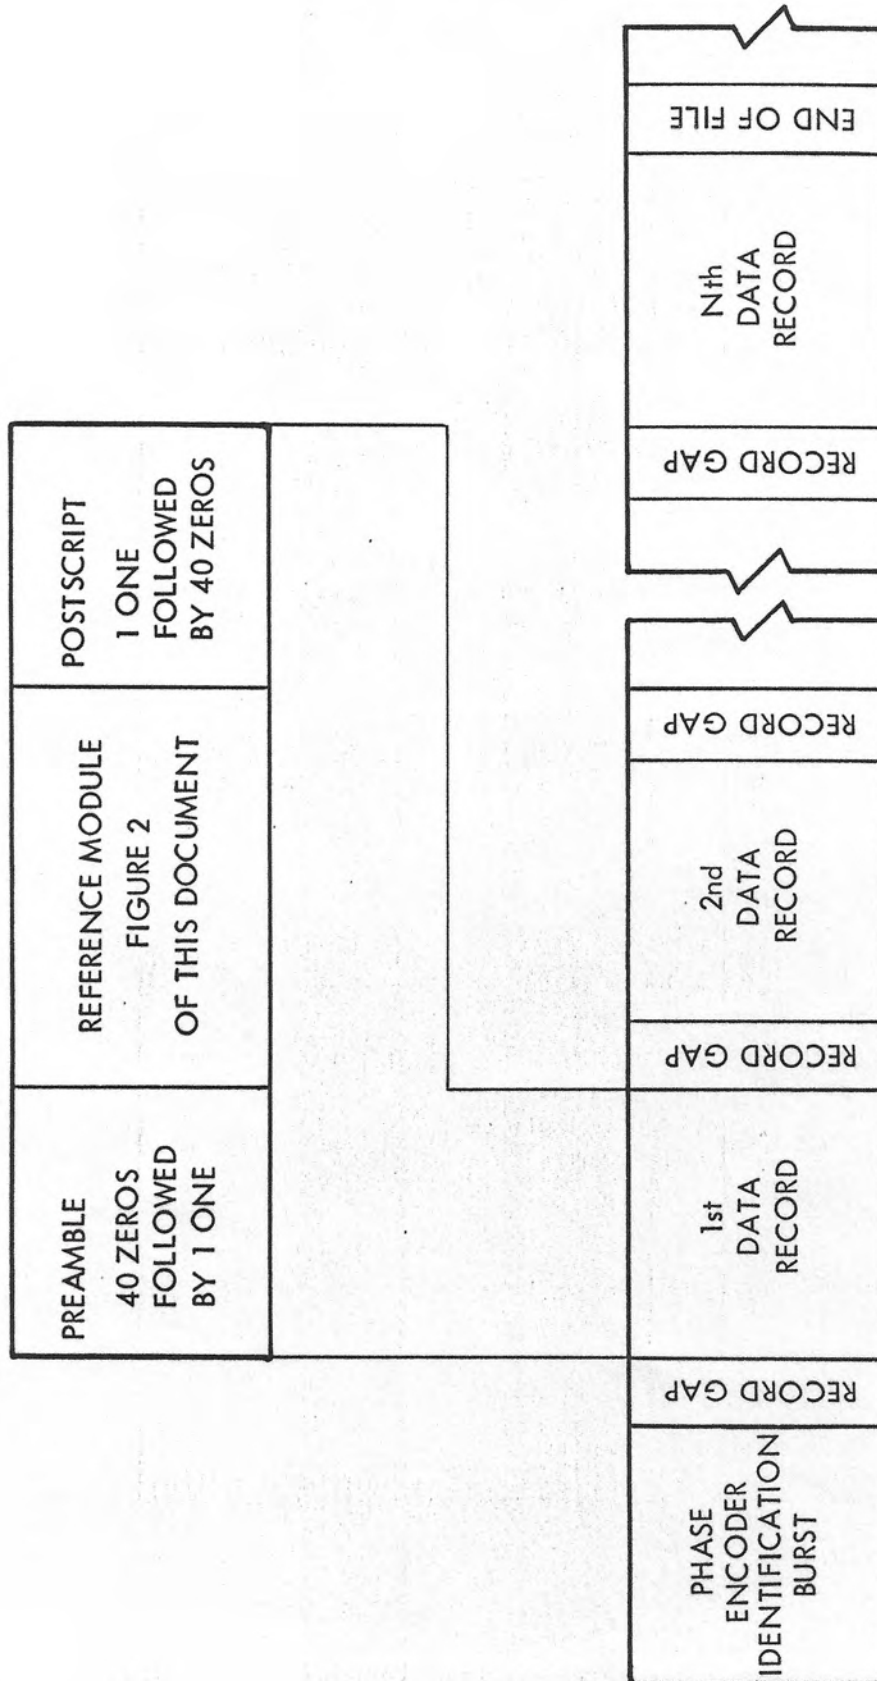 PREAMBLE
40 ZEROS
FOLLOWED
BY 1 ONE
REFERENCE MODULE
FIGURE 2
OF THIS DOCUMENT
POSTSCRIPT
1 ONE
FOLLOWED
BY 40 ZEROS
PHASE
ENCODER
IDENTIFICATION
BURST
RECORD GAP
1st
DATA
RECORD
RECORD GAP
2nd
DATA
RECORD
RECORD GAP
RECORD GAP
Nth
DATA
RECORD
END OF FILE